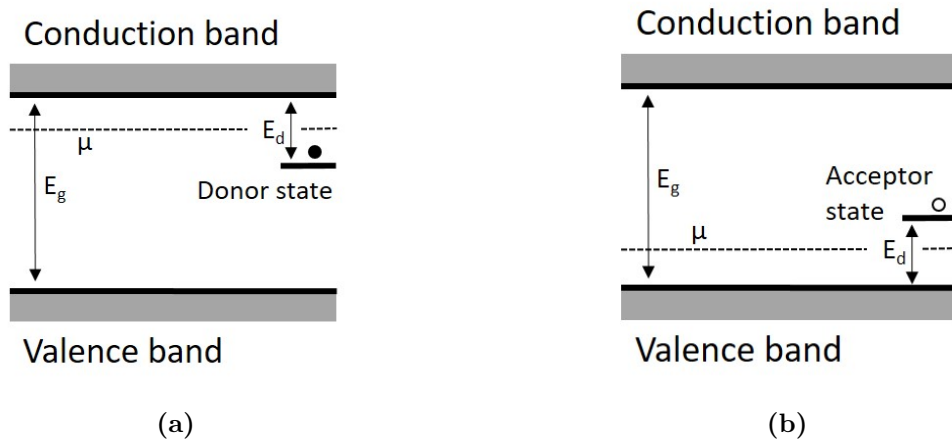 Conduction band
E_d
μ
E_g
Donor state
Valence band
(a)
Conduction band
Acceptor
state
E_g
μ
E_d
Valence band
(b)